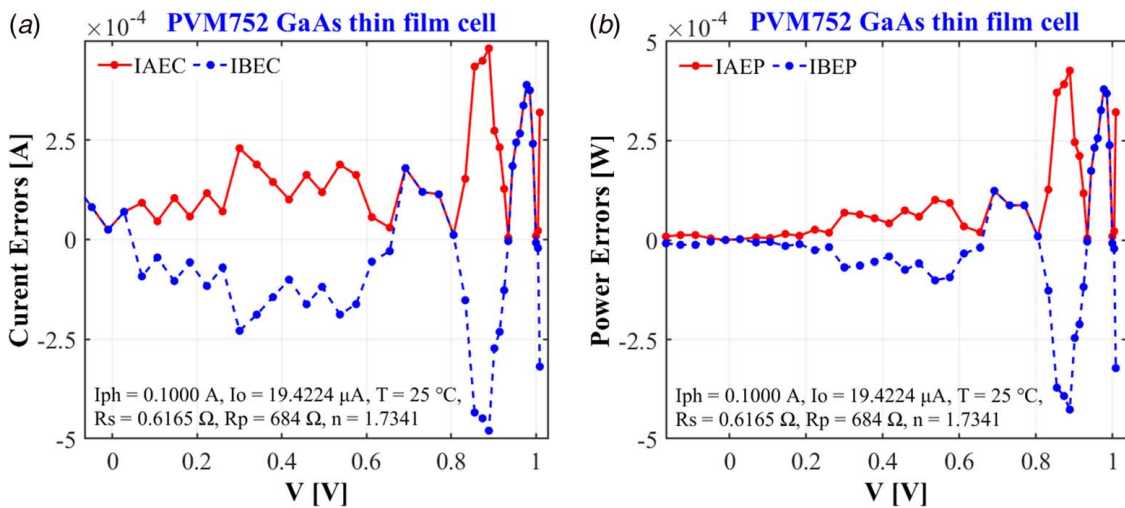 (a)
PVM752 GaAs thin film cell
×10⁻⁴
5
2.5
0
-2.5
-5
Curent Errors [A]
IAEC
IBEC
Iph = 0.1000 A, Io = 19.4224 μA, T = 25 °C,
Rs = 0.6165 Ω, Rp = 684 Ω, n = 1.7341
0 0.2 0.4 0.6 0.8 1
V [V]
(b)
PVM752 GaAs thin film cell
×10⁻⁴
5
2.5
0
-2.5
-5
Power Errors [W]
IAEP
IBEP
Iph = 0.1000 A, Io = 19.4224 μA, T = 25 °C,
Rs = 0.6165 Ω, Rp = 684 Ω, n = 1.7341
0 0.2 0.4 0.6 0.8 1
V [V]